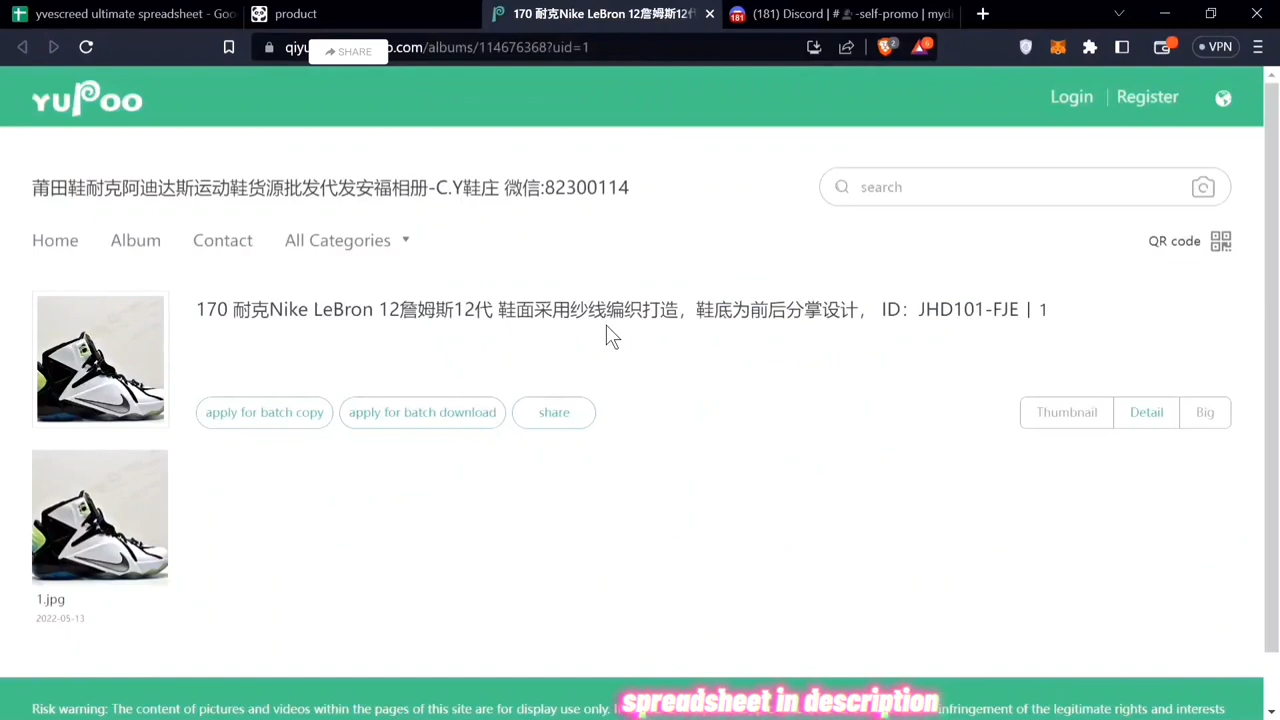 yvescreed ultimate spreadsheet - Goo
product
170 耐克Nike LeBron 12詹姆斯12
(181) Discord | # -self-promo | myd
qiyu
o.com/albums/114676368?uid=1
SHARE
VPN
YUPOO
Login
Register
莆田鞋耐克阿迪达斯运动鞋货源批发代发安福相册-C.Y鞋庄 微信:82300114
search
Home
Album
Contact
All Categories
QR code
170 耐克Nike LeBron 12詹姆斯12代 鞋面采用纱线编织打造，鞋底为前后分掌设计， ID：JHD101-FJE丨1
apply for batch copy
apply for batch download
share
Thumbnail
Detail
Big
1.jpg
2022-05-13
Risk warning: The content of pictures and videos within the pages of this site are for display use only.
infringement of the legitimate rights and interests
spreadsheet in description